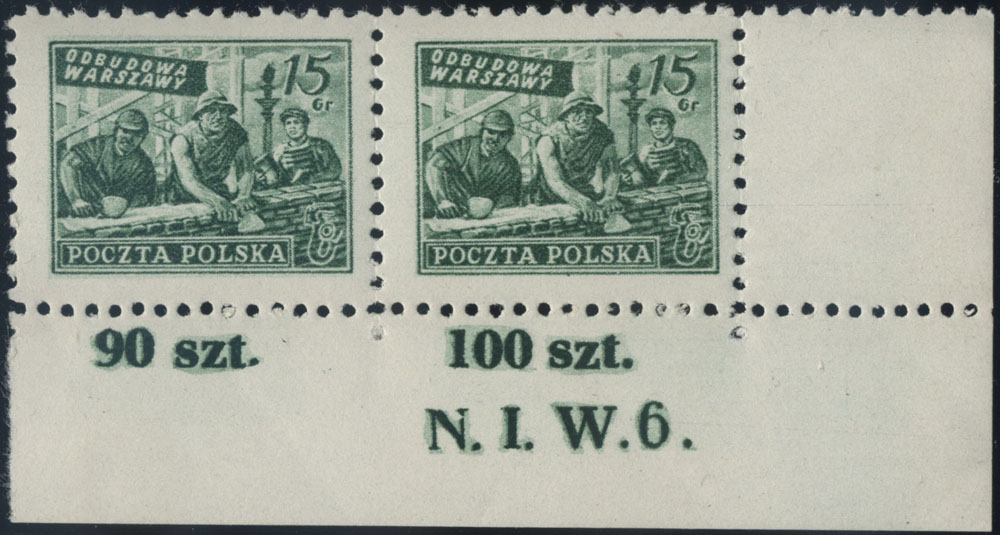 ODBUDOWA
WARSZAWY
15
Gr
POCZTA POLSKA
ODBUDOWA
WARSZAWY
15
Gr
POCZTA POLSKA
90 szt.
100 szt.
N. I. W.6.